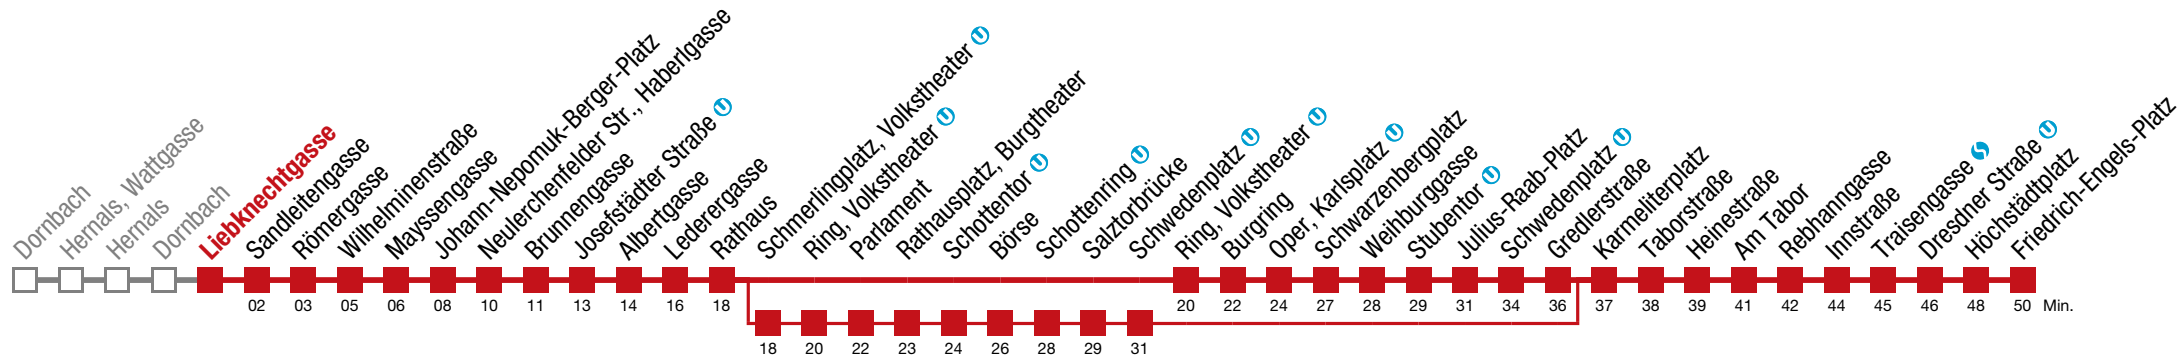 Dornbach
Hernals, Wattgasse
Hernals
Dornbach
Liebknechtgasse
Sandleitengasse
Römergasse
Wilhelminenstraße
Mayssengasse
Johann-Nepomuk-Berger-Platz
Neulerchenfelder Str., Haberlgasse
Brunnengasse
Josefstädter Straße U
Albertgasse
Lederergasse
Rathaus
Schmerlingplatz, Volkstheater U
Ring, Volkstheater U
Parlament
Rathausplatz, Burgtheater
Schottentor U
Börse
Schottenring U
Salztorbrücke
Schwedenplatz U
Ring, Volkstheater U
Burgring
Oper, Karlsplatz U
Schwarzenbergplatz
Weihburggasse
Stubentor U
Julius-Raab-Platz
Schwedenplatz U
Gredlerstraße
Karmeliterplatz
Taborstraße
Heinestraße
Am Tabor
Rebhanngasse
Innstraße
Traisengasse S
Dresdner Straße U
Höchstädtplatz
Friedrich-Engels-Platz
02 03 05 06 08 10 11 13 14 16 18 20 22 24 27 28 29 31 34 36 37 38 39 41 42 44 45 46 48 50 Min.
18 20 22 23 24 26 28 29 31